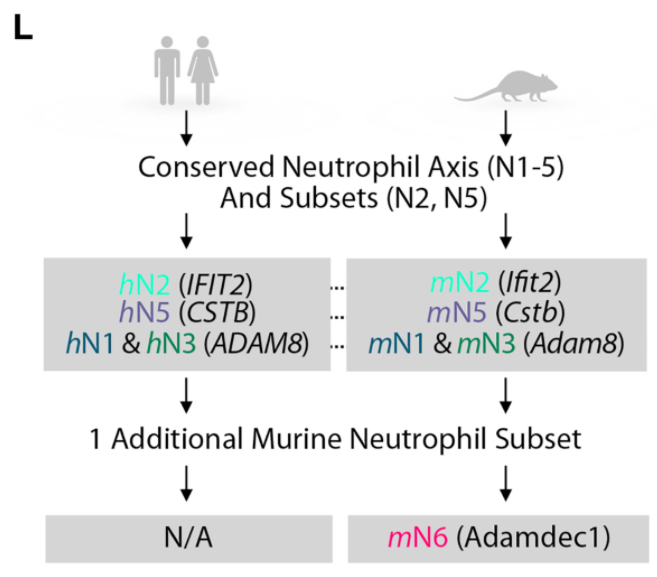 L
Conserved Neutrophil Axis (N1-5)
And Subsets (N2, N5)
hN2 (IFIT2) ... mN2 (Ifit2)
hN5 (CSTB) ... mN5 (Cstb)
hN1 & hN3 (ADAM8) ... mN1 & mN3 (Adam8)
1 Additional Murine Neutrophil Subset
N/A mN6 (Adamdec1)